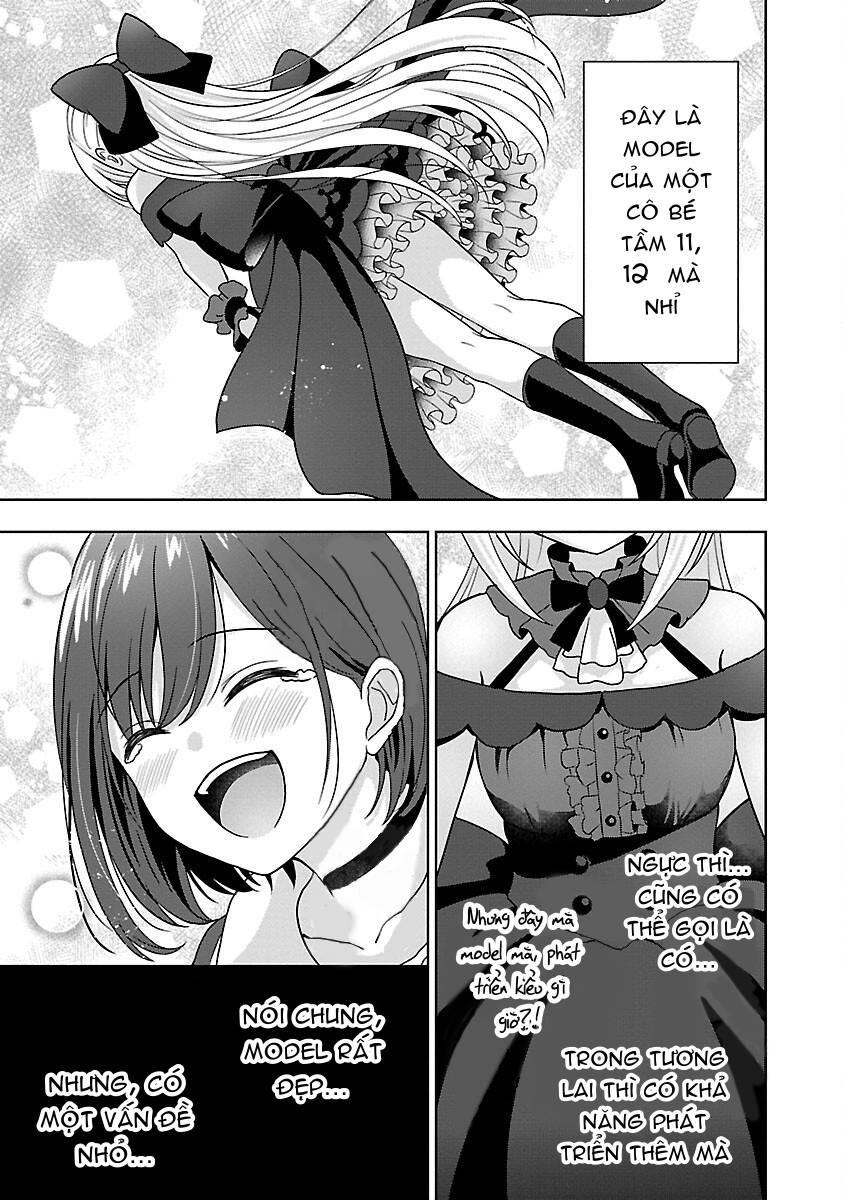 ĐÂY LÀ
MODEL
CỦA MỘT
CÔ BÉ
TẦM 11,
12 MÀ
NHỈ
NGỰC THÌ...
CŨNG CÓ
THỂ GỌI LÀ
CÓ...
Nhưng đây mà
model mà, phát
triển kiểu gì
giờ?!
TRONG TƯƠNG
LAI THÌ CÓ KHẢ
NĂNG PHÁT
TRIỂN THÊM MÀ
NÓI CHUNG,
MODEL RẤT
ĐẸP...
NHƯNG, CÓ
MỘT VẤN ĐỀ
NHỎ...